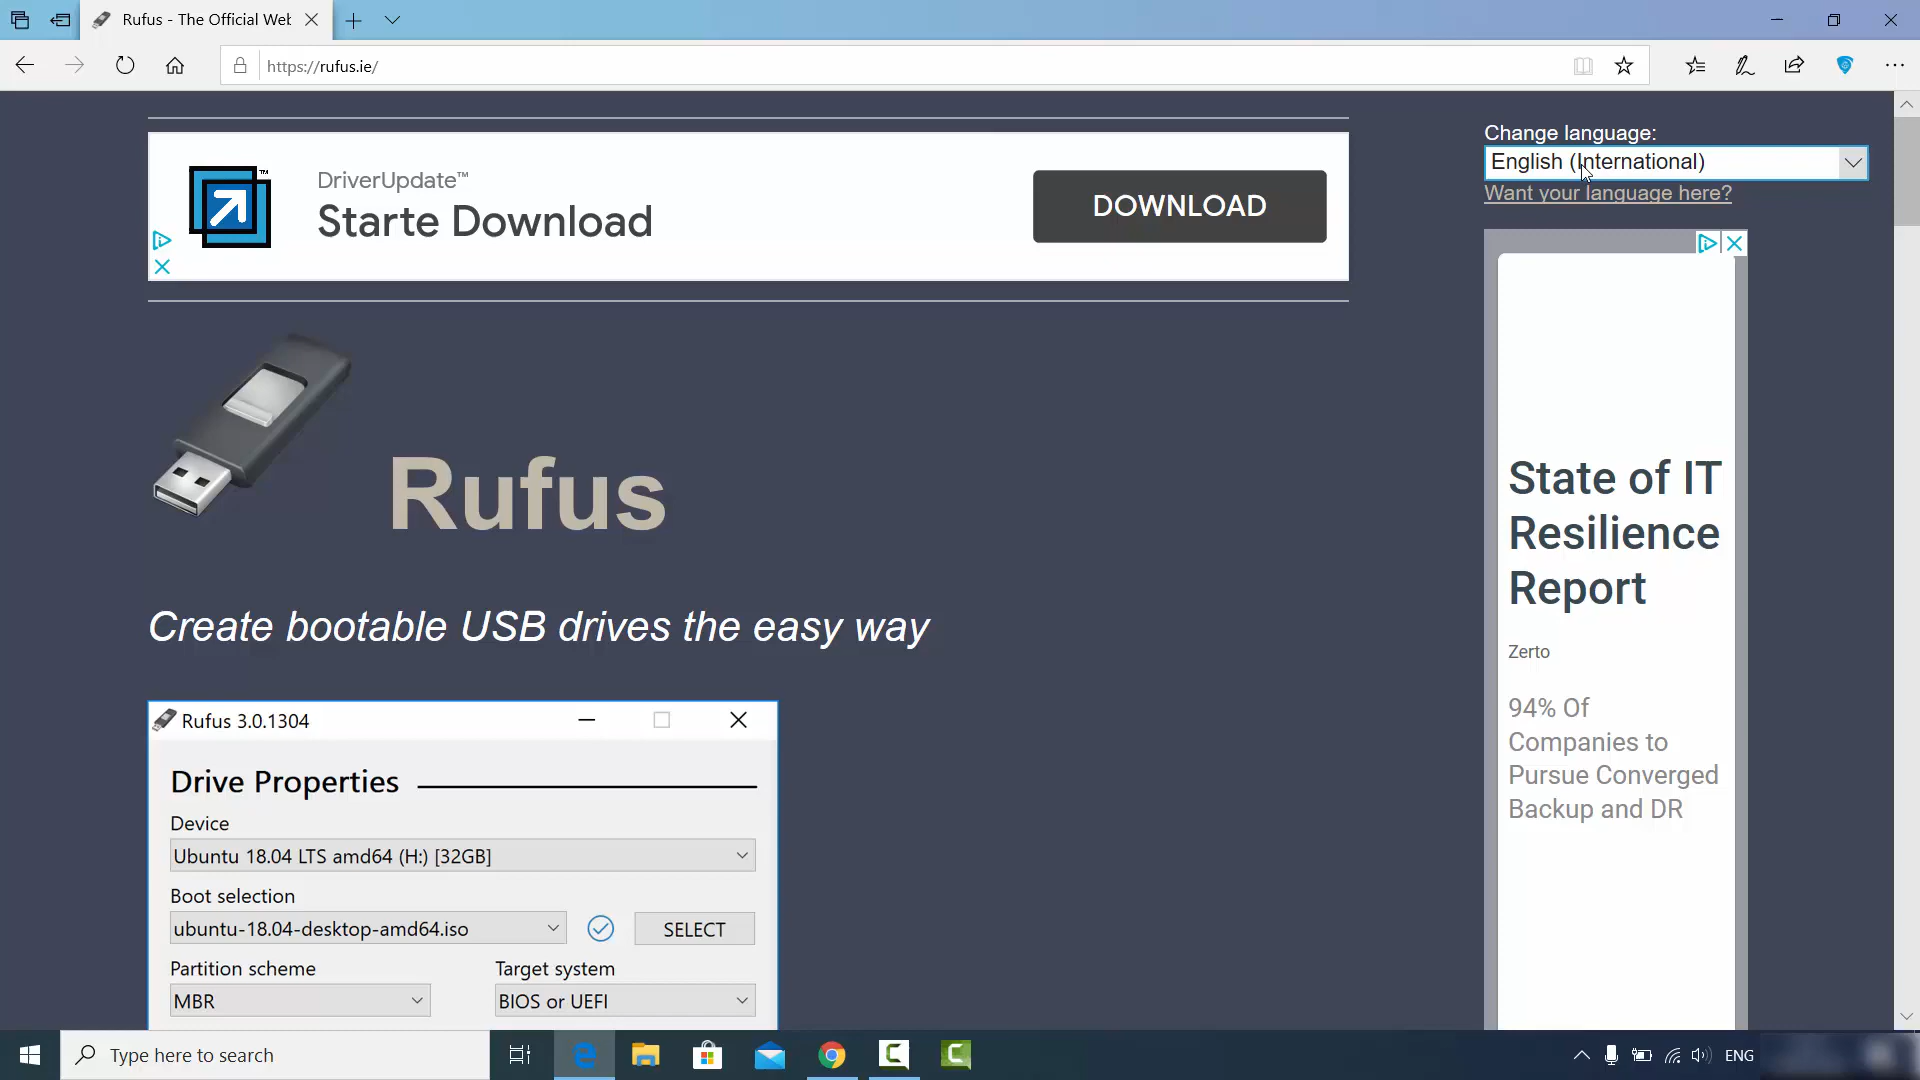 Rufus - The Official Web
https://rufus.ie/
Change language:
English (International)
Want your language here?
DriverUpdate™
Starte Download
DOWNLOAD
Rufus
Create bootable USB drives the easy way
Rufus 3.0.1304
Drive Properties
Device
Ubuntu 18.04 LTS amd64 (H:) [32GB]
Boot selection
ubuntu-18.04-desktop-amd64.iso
SELECT
Partition scheme
Target system
MBR
BIOS or UEFI
State of IT
Resilience
Report
Zerto
94% Of
Companies to
Pursue Converged
Backup and DR
Type here to search
ENG